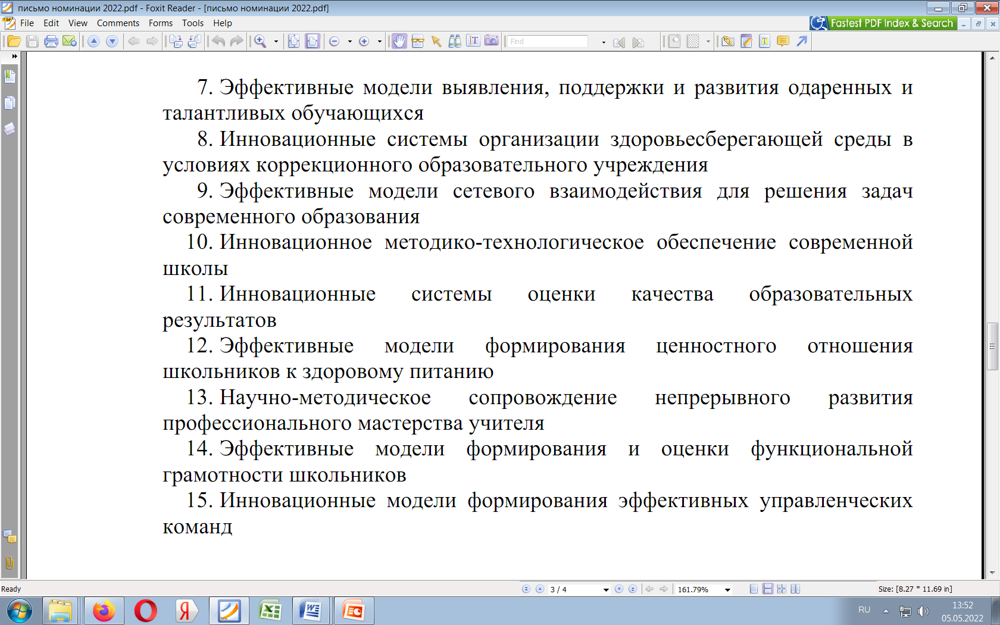 письмо номинации 2022.pdf - Foxit Reader - [письмо номинации 2022.pdf]
File Edit View Comments Forms Tools Help
Fastest PDF Index & Search
Find
7. Эффективные модели выявления, поддержки и развития одаренных и
талантливых обучающихся
8. Инновационные системы организации здоровьесберегающей среды в
условиях коррекционного образовательного учреждения
9. Эффективные модели сетевого взаимодействия для решения задач
современного образования
10. Инновационное методико-технологическое обеспечение современной
школы
11. Инновационные системы оценки качества образовательных
результатов
12. Эффективные модели формирования ценностного отношения
школьников к здоровому питанию
13. Научно-методическое сопровождение непрерывного развития
профессионального мастерства учителя
14. Эффективные модели формирования и оценки функциональной
грамотности школьников
15. Инновационные модели формирования эффективных управленческих
команд
Ready 3 / 4 161.79% Size: [8.27 * 11.69 in]
RU 13:52
05.05.2022